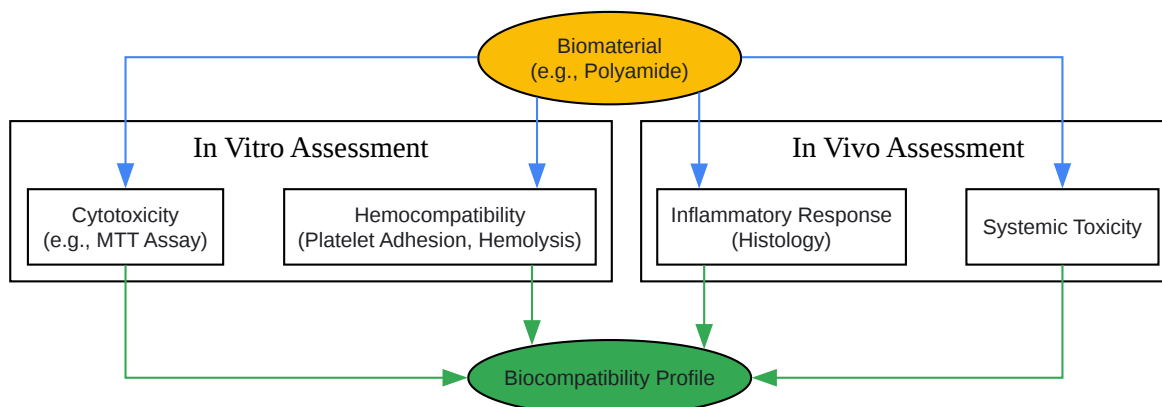 Biomaterial
(e.g., Polyamide)
In Vitro Assessment
In Vivo Assessment
Cytotoxicity
(e.g., MTT Assay)
Hemocompatibility
(Platelet Adhesion, Hemolysis)
Inflammatory Response
(Histology)
Systemic Toxicity
Biocompatibility Profile